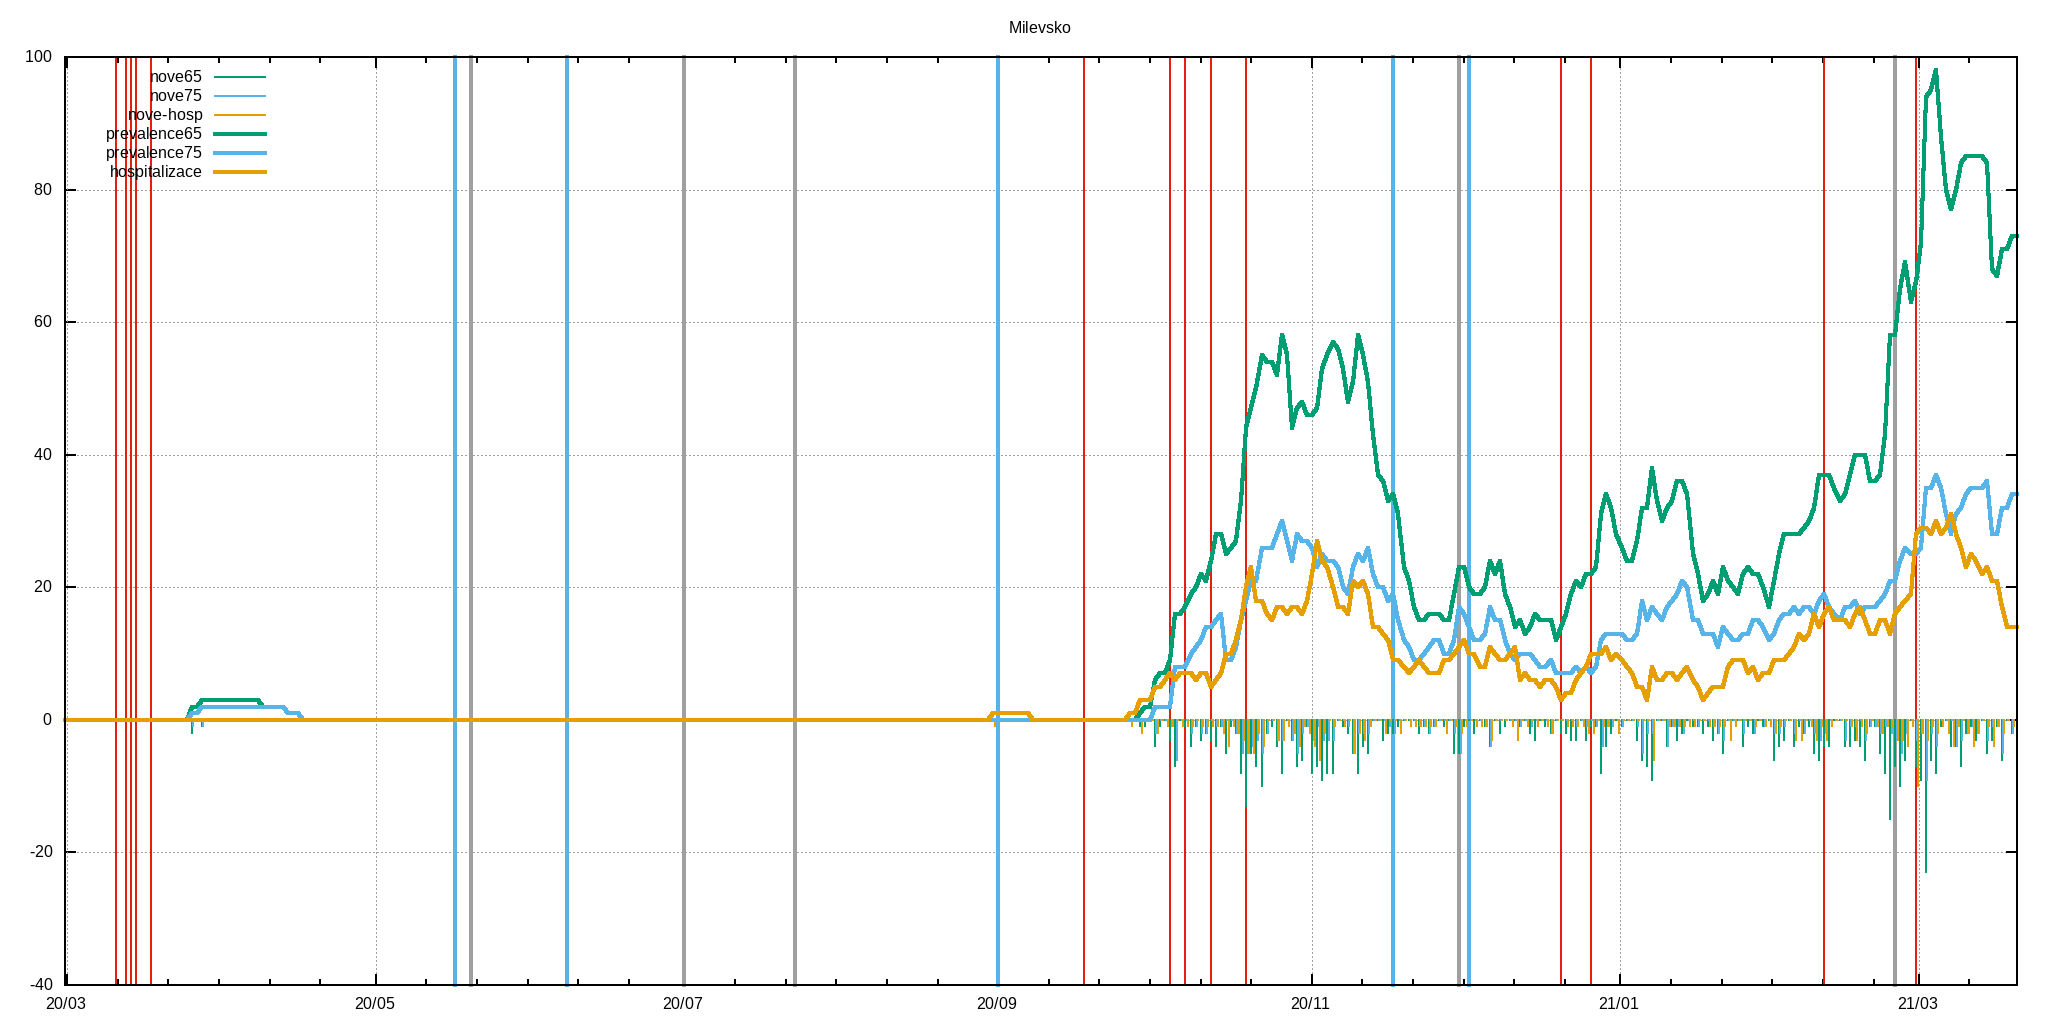 Milevsko
100
80
60
40
20
0
-20
-40
nove65
nove75
nove-hosp
prevalence65
prevalence75
hospitalizace
20/03 20/05 20/07 20/09 20/11 21/01 21/03